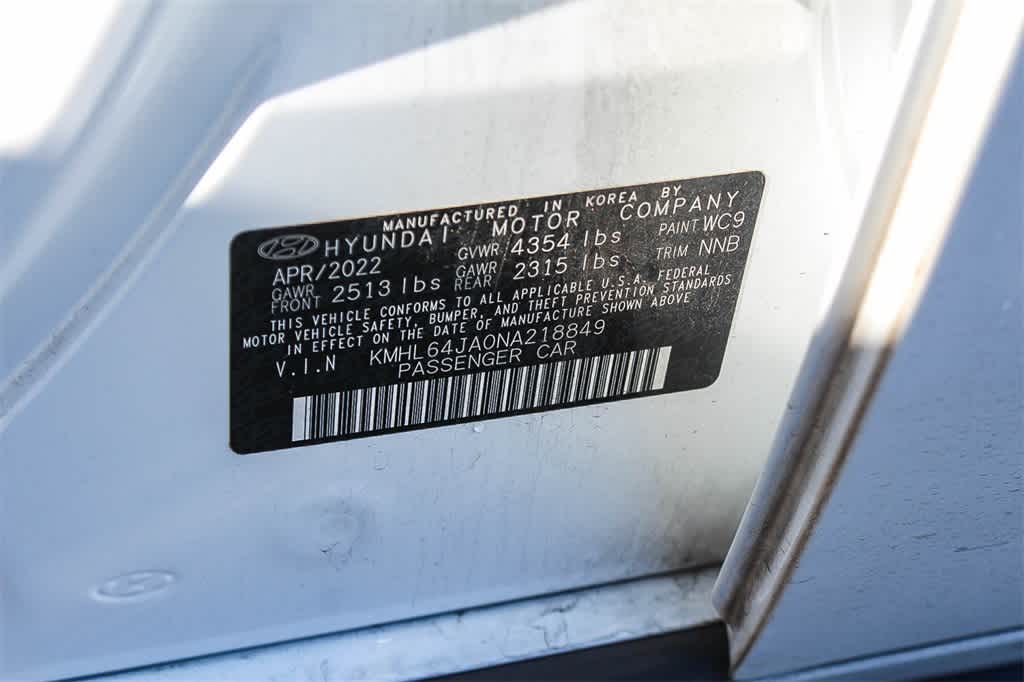 MANUFACTURED IN KOREA BY
HYUNDAI MOTOR COMPANY
APR/2022 GVWR 4354 lbs PAINT WC9
GAWR FRONT 2513 lbs GAWR REAR 2315 lbs TRIM NNB
THIS VEHICLE CONFORMS TO ALL APPLICABLE U.S.A. FEDERAL
MOTOR VEHICLE SAFETY, BUMPER, AND THEFT PREVENTION STANDARDS
IN EFFECT ON THE DATE OF MANUFACTURE SHOWN ABOVE
V.I.N KMHL64JA0NA218849
PASSENGER CAR